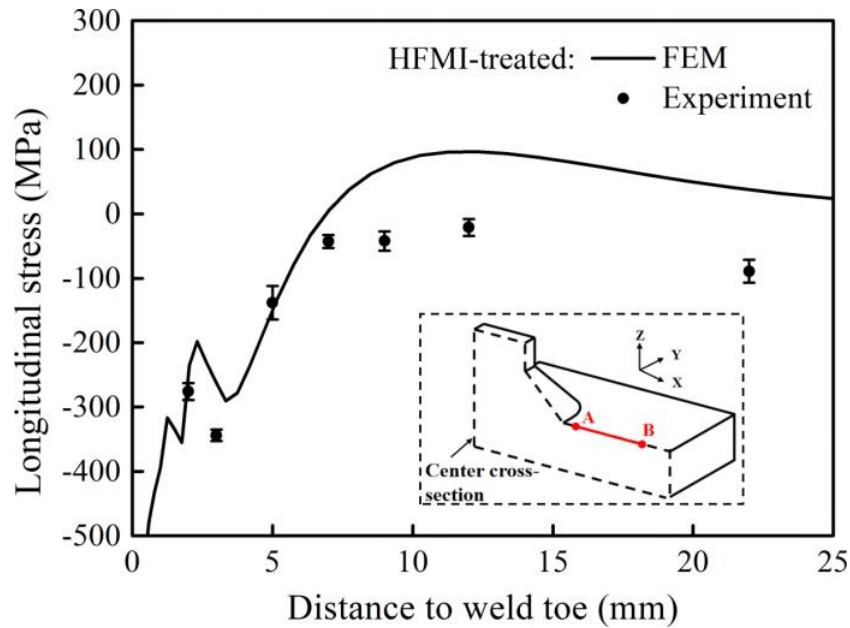 300
200
100
0
-100
-200
-300
-400
-500
Longitudinal stress (MPa)
HFMI-treated: FEM
Experiment
Z
Y
X
A
B
Center cross-
section
0 5 10 15 20 25
Distance to weld toe (mm)